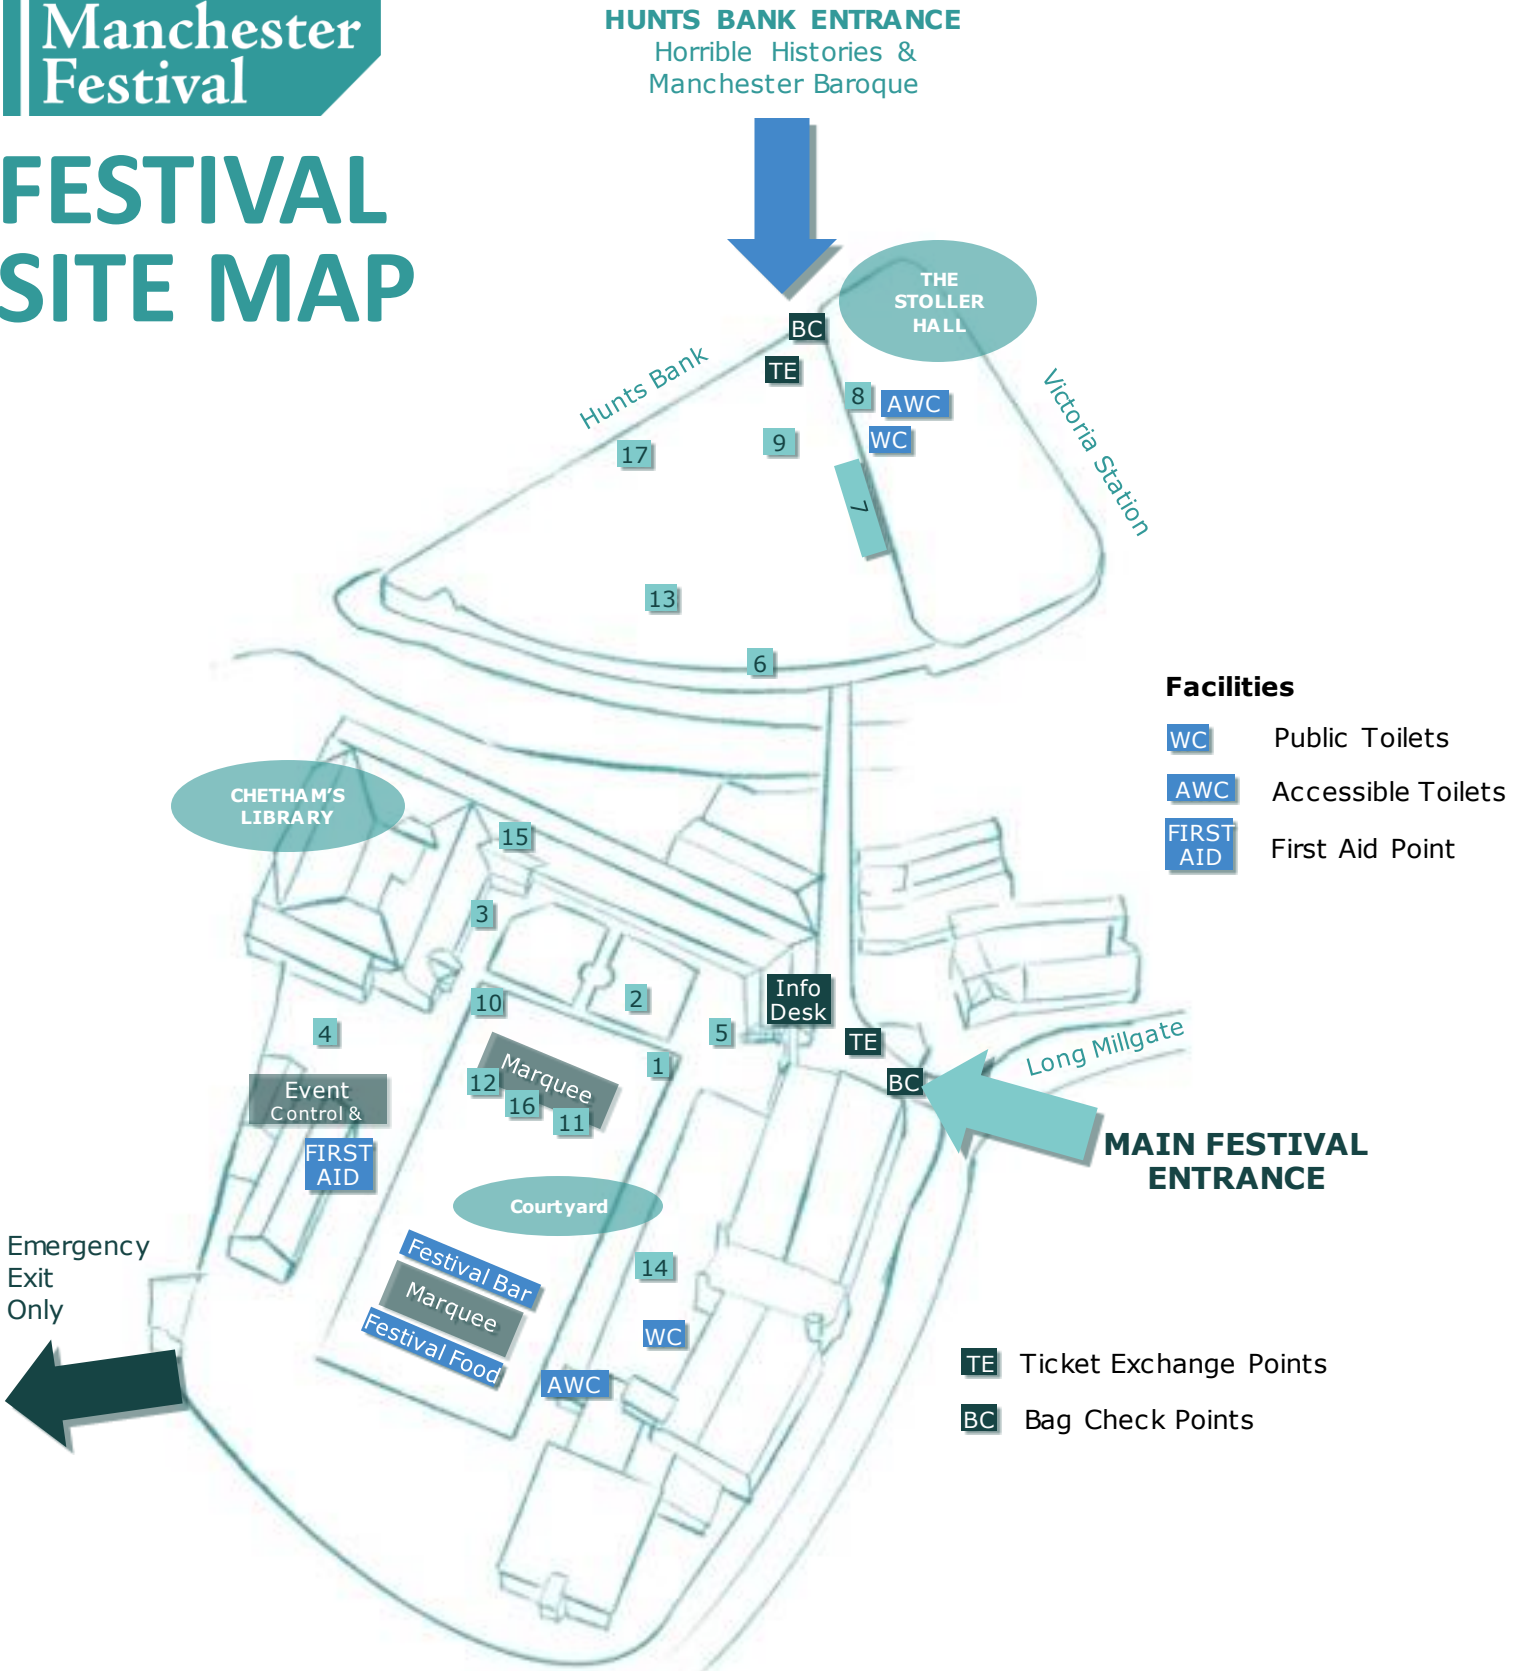 Manchester
Festival
FESTIVAL
SITE MAP
HUNTS BANK ENTRANCE
Horrible Histories &
Manchester Baroque
THE
STOLLER
HALL
BC
TE
Hunts Bank
Victoria Station
8
AWC
WC
9
17
7
13
6
Facilities
WC Public Toilets
AWC Accessible Toilets
FIRST
AID First Aid Point
CHETHAM'S
LIBRARY
15
3
10
2
5
4
1
Info
Desk
TE
BC
Long Millgate
MAIN FESTIVAL
ENTRANCE
Marquee
12
16
11
Event
Control &
FIRST
AID
Courtyard
Emergency
Exit
Only
Festival Bar
Marquee
Festival Food
14
WC
AWC
TE Ticket Exchange Points
BC Bag Check Points